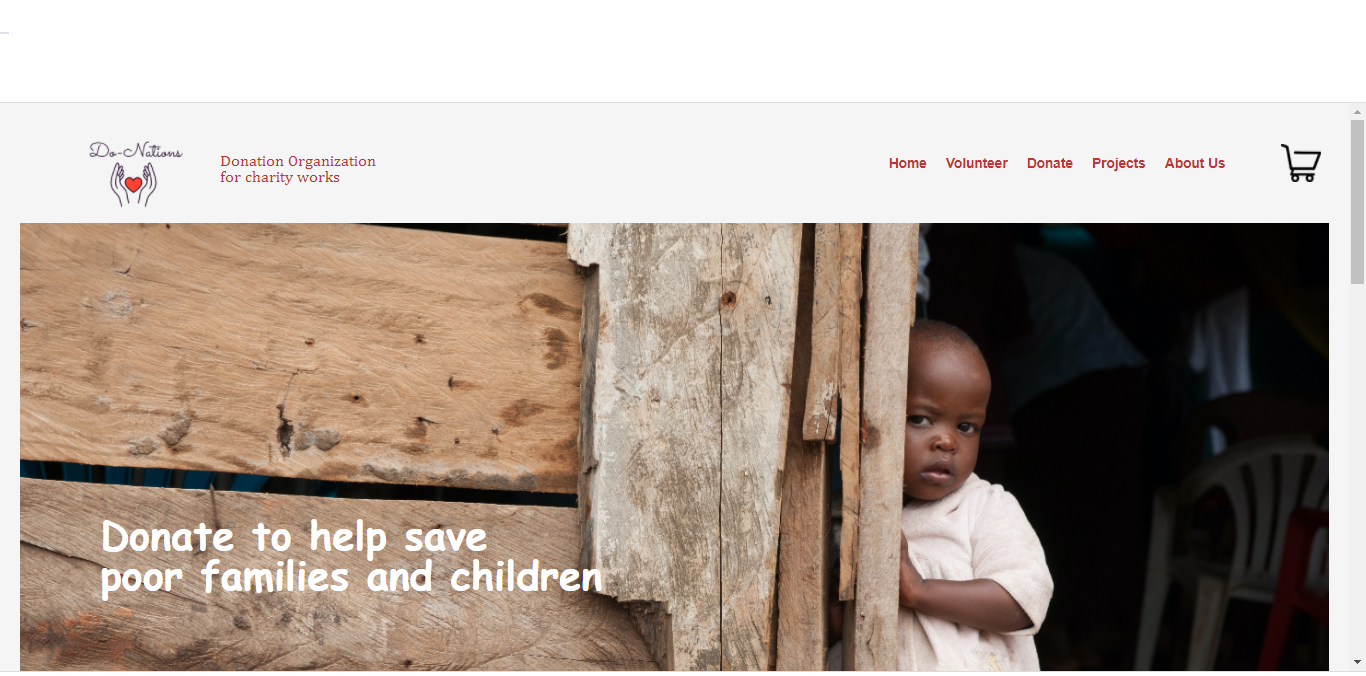 Do-Nations
Donation Organization
for charity works
Home Volunteer Donate Projects About Us
Donate to help save
poor families and children